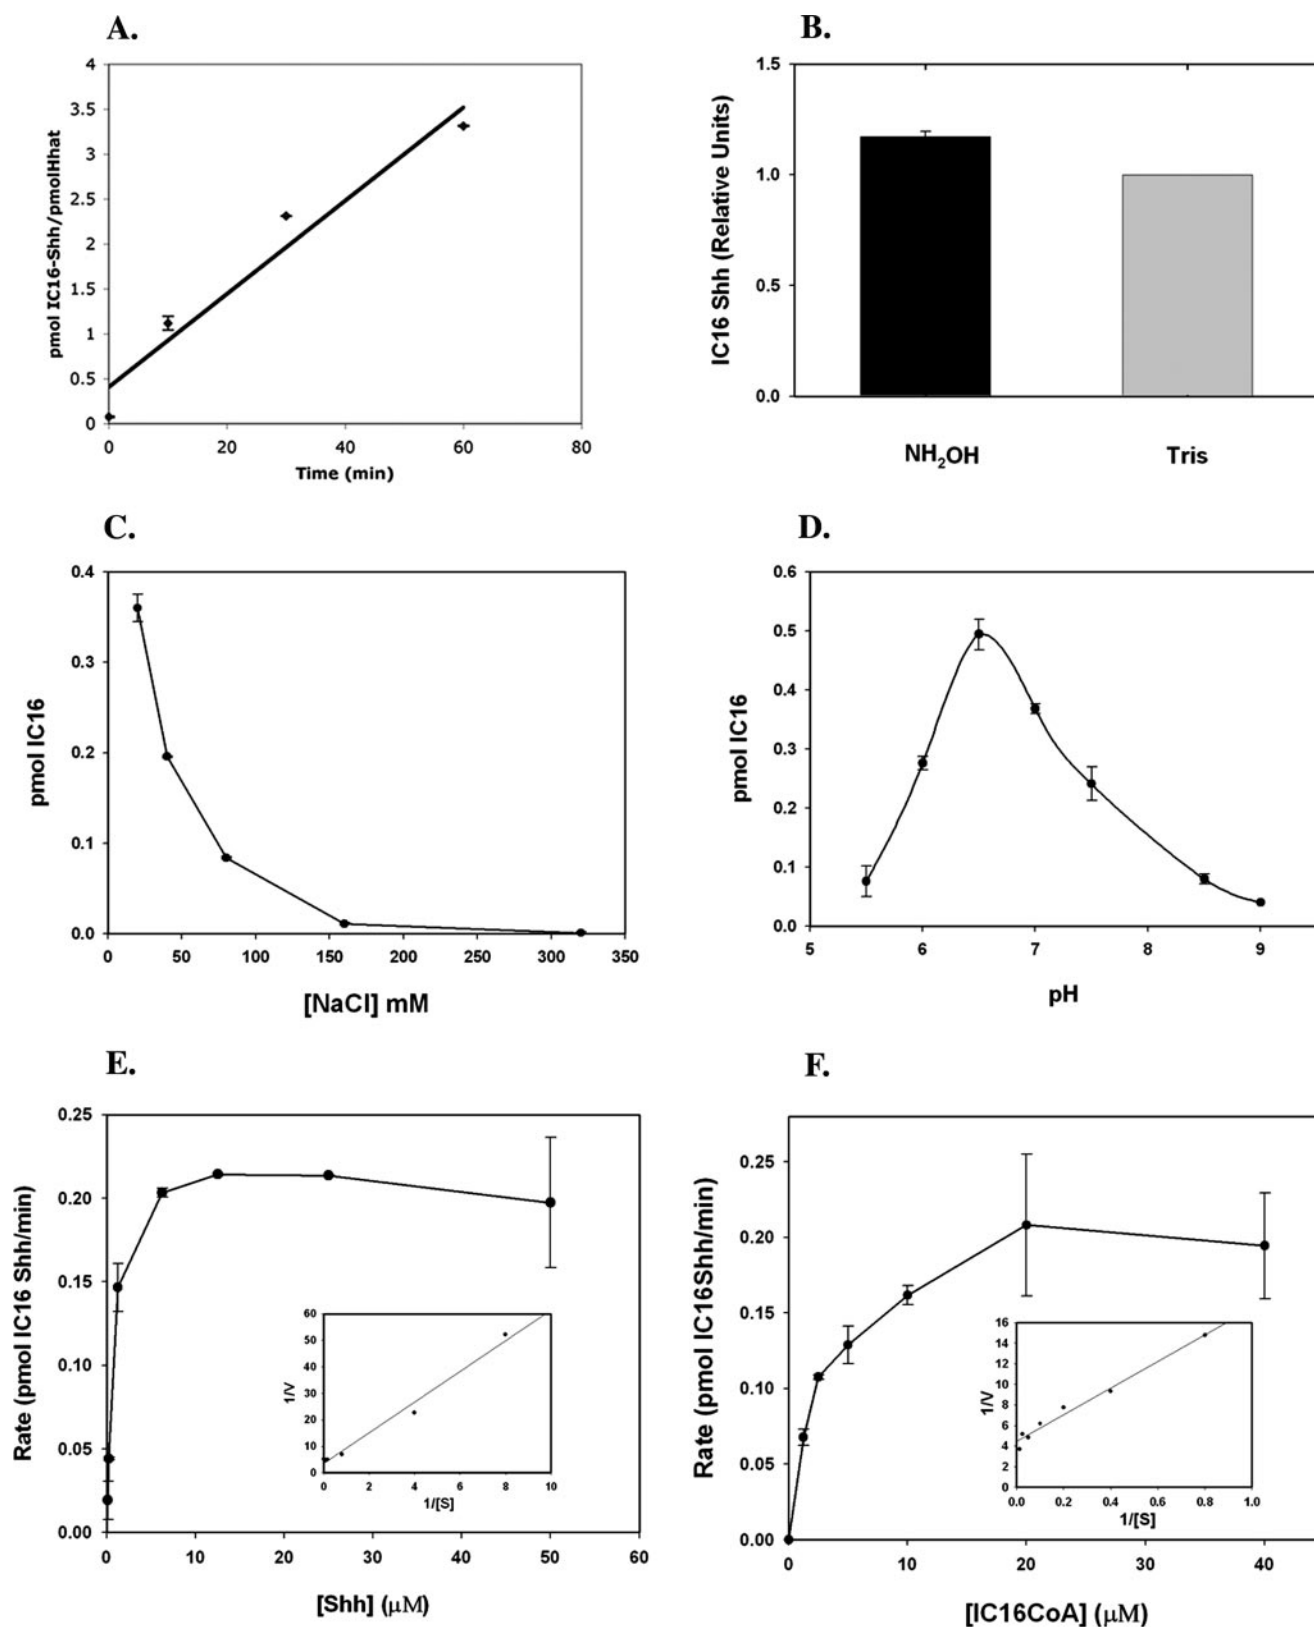 A.
4
3.5
3
2.5
2
1.5
1
0.5
0
pmol IC16-Shh/pmolHhat
0 20 40 60 80
Time (min)
B.
1.5
1.0
0.5
0.0
IC16 Shh (Relative Units)
NH₂OH Tris
C.
0.4
0.3
0.2
0.1
0.0
pmol IC16
0 50 100 150 200 250 300 350
[NaCl] mM
D.
0.6
0.5
0.4
0.3
0.2
0.1
0.0
pmol IC16
5 6 7 8 9
pH
E.
0.25
0.20
0.15
0.10
0.05
0.00
Rate (pmol IC16 Shh/min)
60
50
40
30
20
10
0
1/V
0 2 4 6 8 10
1/[S]
0 10 20 30 40 50 60
[Shh] (μM)
F.
0.25
0.20
0.15
0.10
0.05
0.00
Rate (pmol IC16Shh/min)
16
14
12
10
8
6
4
2
0
1/V
0.0 0.2 0.4 0.6 0.8 1.0
1/[S]
0 10 20 30 40
[IC16CoA] (μM)